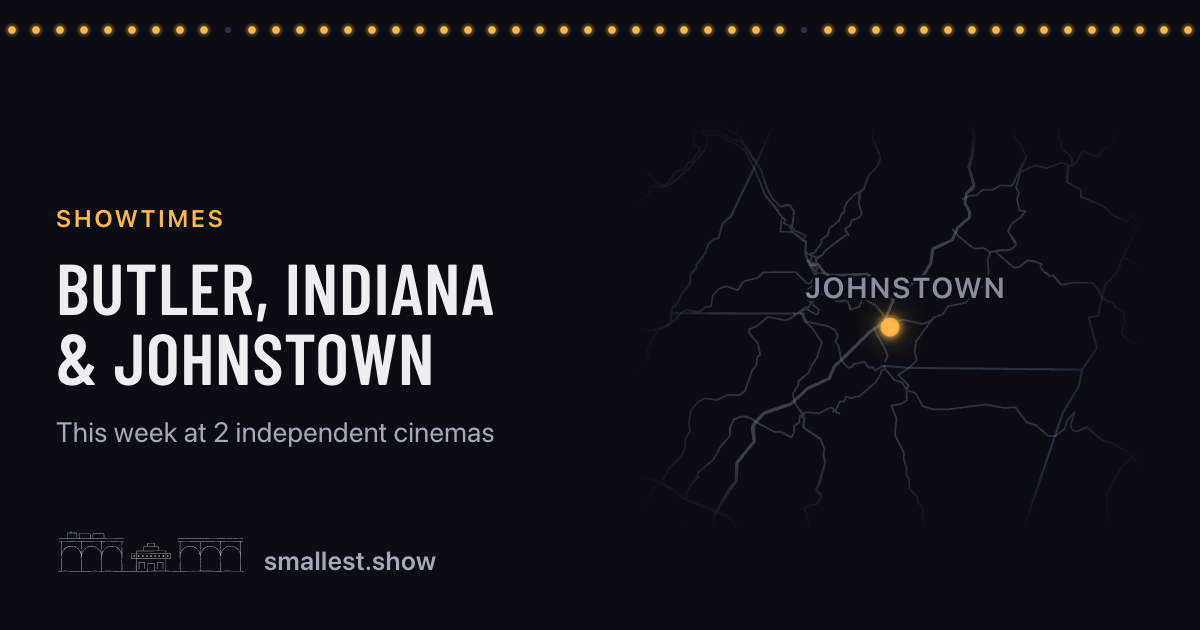 SHOWTIMES
BUTLER, INDIANA
& JOHNSTOWN
This week at 2 independent cinemas
JOHNSTOWN
smallest.show